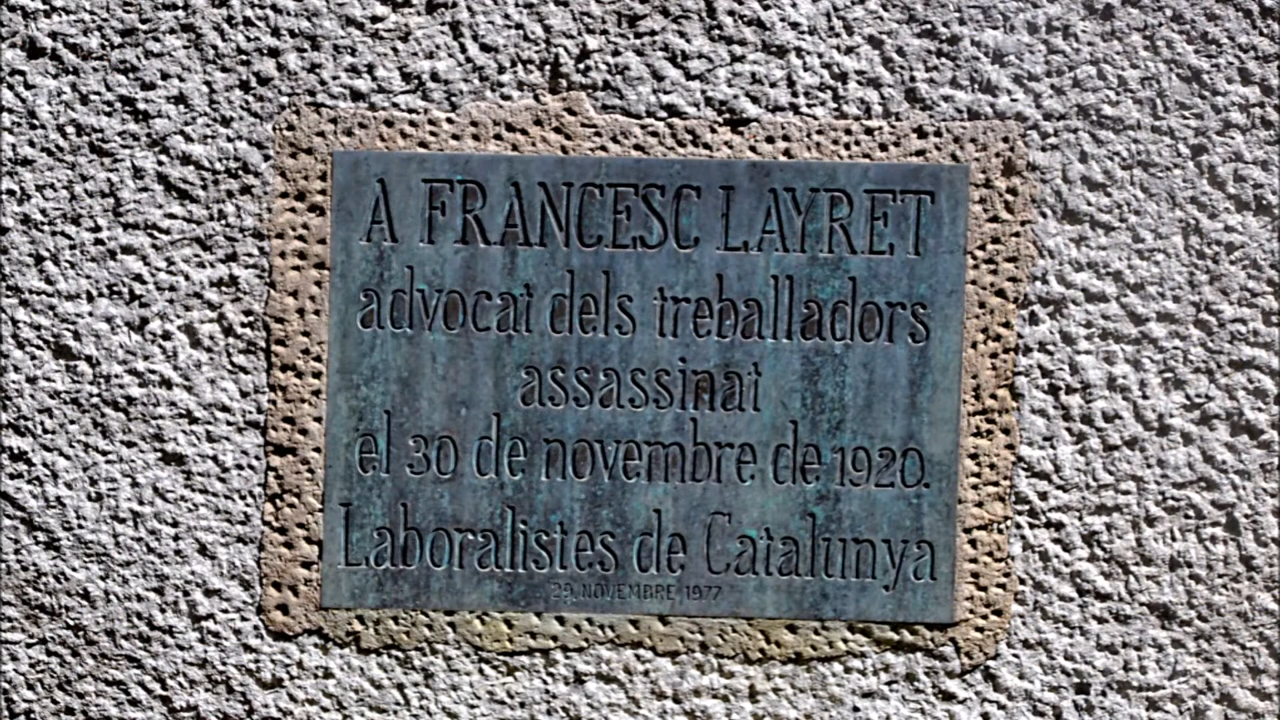 A FRANCESC LAYRET
advocat dels treballadors
assassinat
el 30 de novembre de 1920.
Laboralistes de Catalunya
29 NOVEMBRE 1977